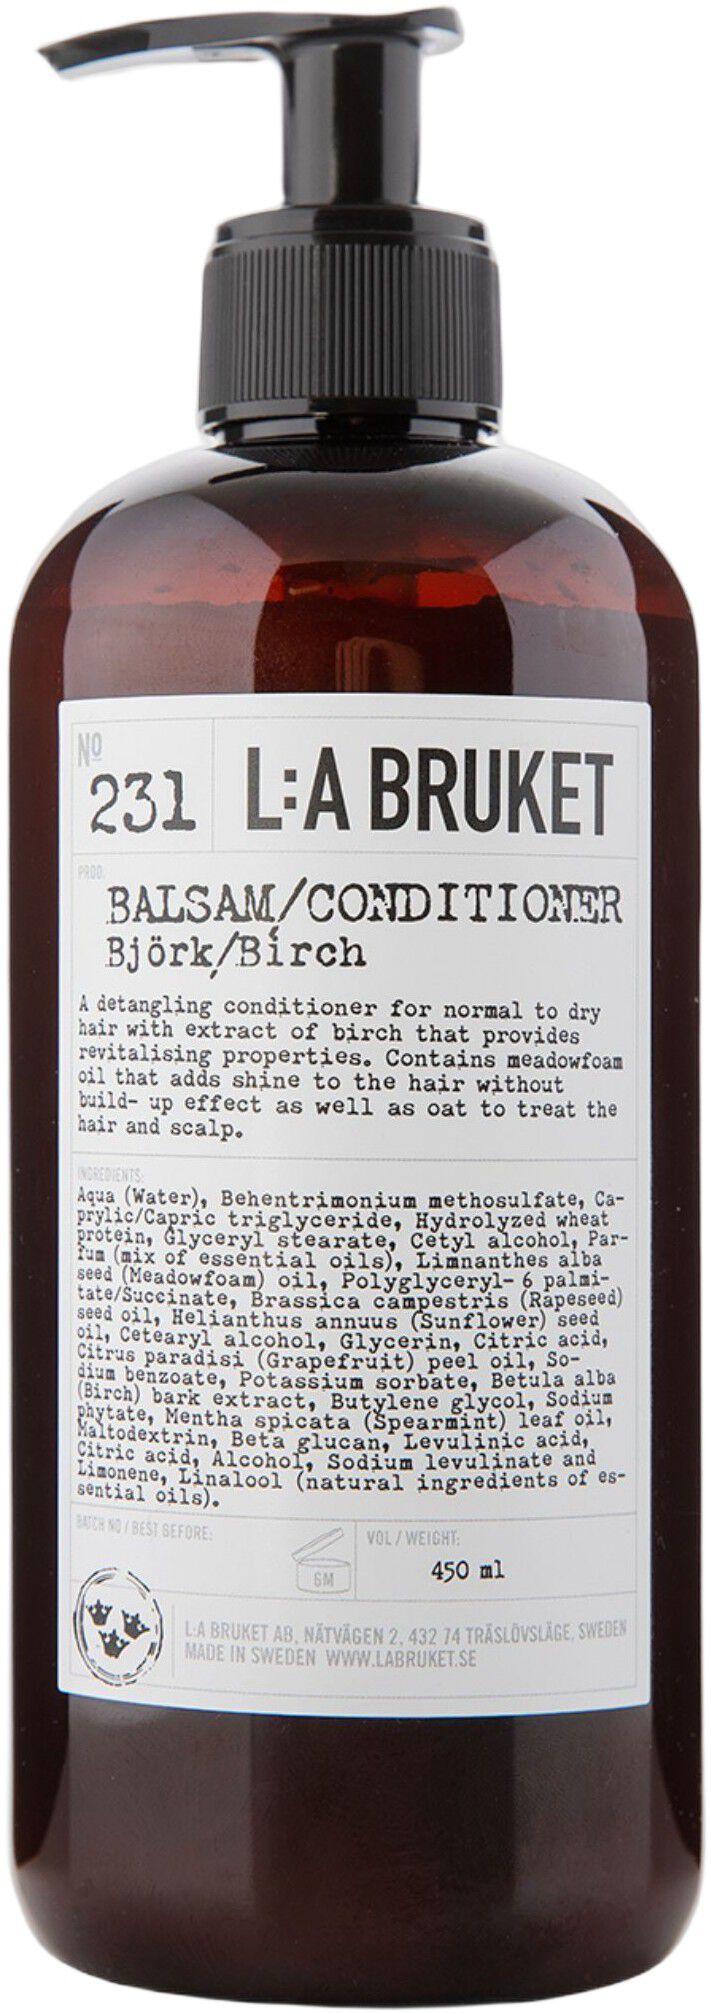 Nº
231
L:A BRUKET
PROD.
BALSAM/CONDITIONER
Björk/Birch
A detangling conditioner for normal to dry
hair with extract of birch that provides
revitalising properties. Contains meadowfoam
oil that adds shine to the hair without
build- up effect as well as oat to treat the
hair and scalp.
INGREDIENTS:
Aqua (Water), Behentrimonium methosulfate, Ca-
prylic/Capric triglyceride, Hydrolyzed wheat
protein, Glyceryl stearate, Cetyl alcohol, Par-
fum (mix of essential oils), Limnanthes alba
seed (Meadowfoam) oil, Polyglyceryl- 6 palmi-
tate/Succinate, Brassica campestris (Rapeseed)
seed oil, Helianthus annuus (Sunflower) seed
oil, Cetearyl alcohol, Glycerin, Citric acid,
Citrus paradisi (Grapefruit) peel oil, So-
dium benzoate, Potassium sorbate, Betula alba
(Birch) bark extract, Butylene glycol, Sodium
phytate, Mentha spicata (Spearmint) leaf oil,
Maltodextrin, Beta glucan, Levulinic acid,
Citric acid, Alcohol, Sodium levulinate and
Limonene, Linalool (natural ingredients of es-
sential oils).
BATCH NO / BEST GEFORE:
6M
VOL / WEIGHT:
450 ml
L:A BRUKET AB, NÄTVÄGEN 2, 432 74 TRÄSLÖVSLÄGE, SWEDEN
MADE IN SWEDEN WWW.LABRUKET.SE